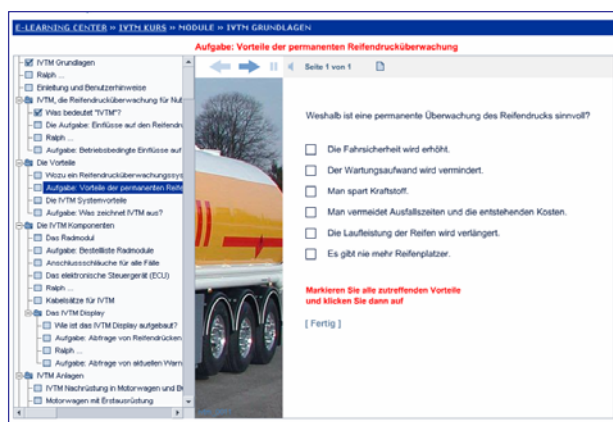 E-LEARNING CENTER » IVTM KURS » MODULE » IVTM GRUNDLAGEN
Aufgabe: Vorteile der permanenten Reifendrucküberwachung
Seite 1 von 1
IVTM Grundlagen
Ralph ...
Einleitung und Benutzerhinweise
IVTM, die Reifendrucküberwachung für Nut
Was bedeutet "IVTM"?
Die Aufgabe: Einflüsse auf den Reifendru
Ralph ...
Aufgabe: Betriebsbedingte Einflüsse auf
Die Vorteile
Wozu ein Reifendrucküberwachungssys
Aufgabe: Vorteile der permanenten Reife
Die IVTM Systemvorteile
Aufgabe: Was zeichnet IVTM aus?
Die IVTM Komponenten
Das Radmodul
Aufgabe: Bestellliste Radmodule
Anschlussschläuche für alle Fälle
Das elektronische Steuergerät (ECU)
Ralph ...
Kabelsätze für IVTM
Das IVTM Display
Wie ist das IVTM Display aufgebaut?
Aufgabe: Abfrage von Reifendrücken
Ralph ...
Aufgabe: Abfrage von aktuellen Warn
IVTM Anlagen
IVTM Nachrüstung in Motorwagen und
Motorwagen mit Erstausrüstung
Weshalb ist eine permanente Überwachung des Reifendrucks sinnvoll?
Die Fahrsicherheit wird erhöht.
Der Wartungsaufwand wird vermindert.
Man spart Kraftstoff.
Man vermeidet Ausfallszeiten und die entstehenden Kosten.
Die Laufleistung der Reifen wird verlängert.
Es gibt nie mehr Reifenplatzer.
Markieren Sie alle zutreffenden Vorteile
und klicken Sie dann auf
[ Fertig ]